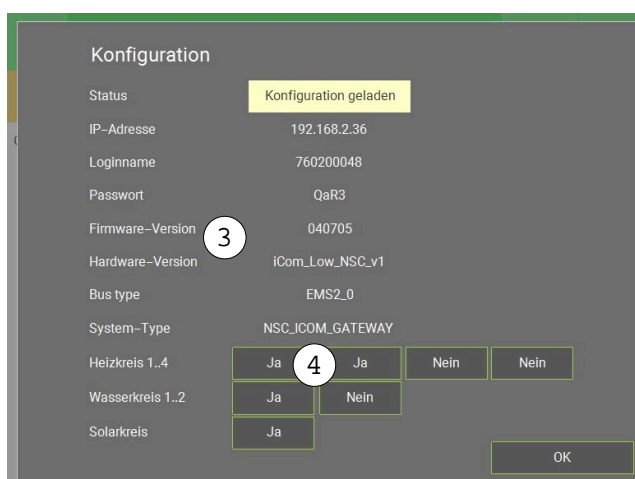 Konfiguration
Status Konfiguration geladen
IP-Adresse 192.168.2.36
Loginname 760200048
Passwort QaR3
Firmware-Version 040705
3
Hardware-Version iCom_Low_NSC_v1
Bus type EMS2_0
System-Type NSC_ICOM_GATEWAY
Heizkreis 1..4 Ja 4 Ja Nein Nein
Wasserkreis 1..2 Ja Nein
Solarkreis Ja
OK